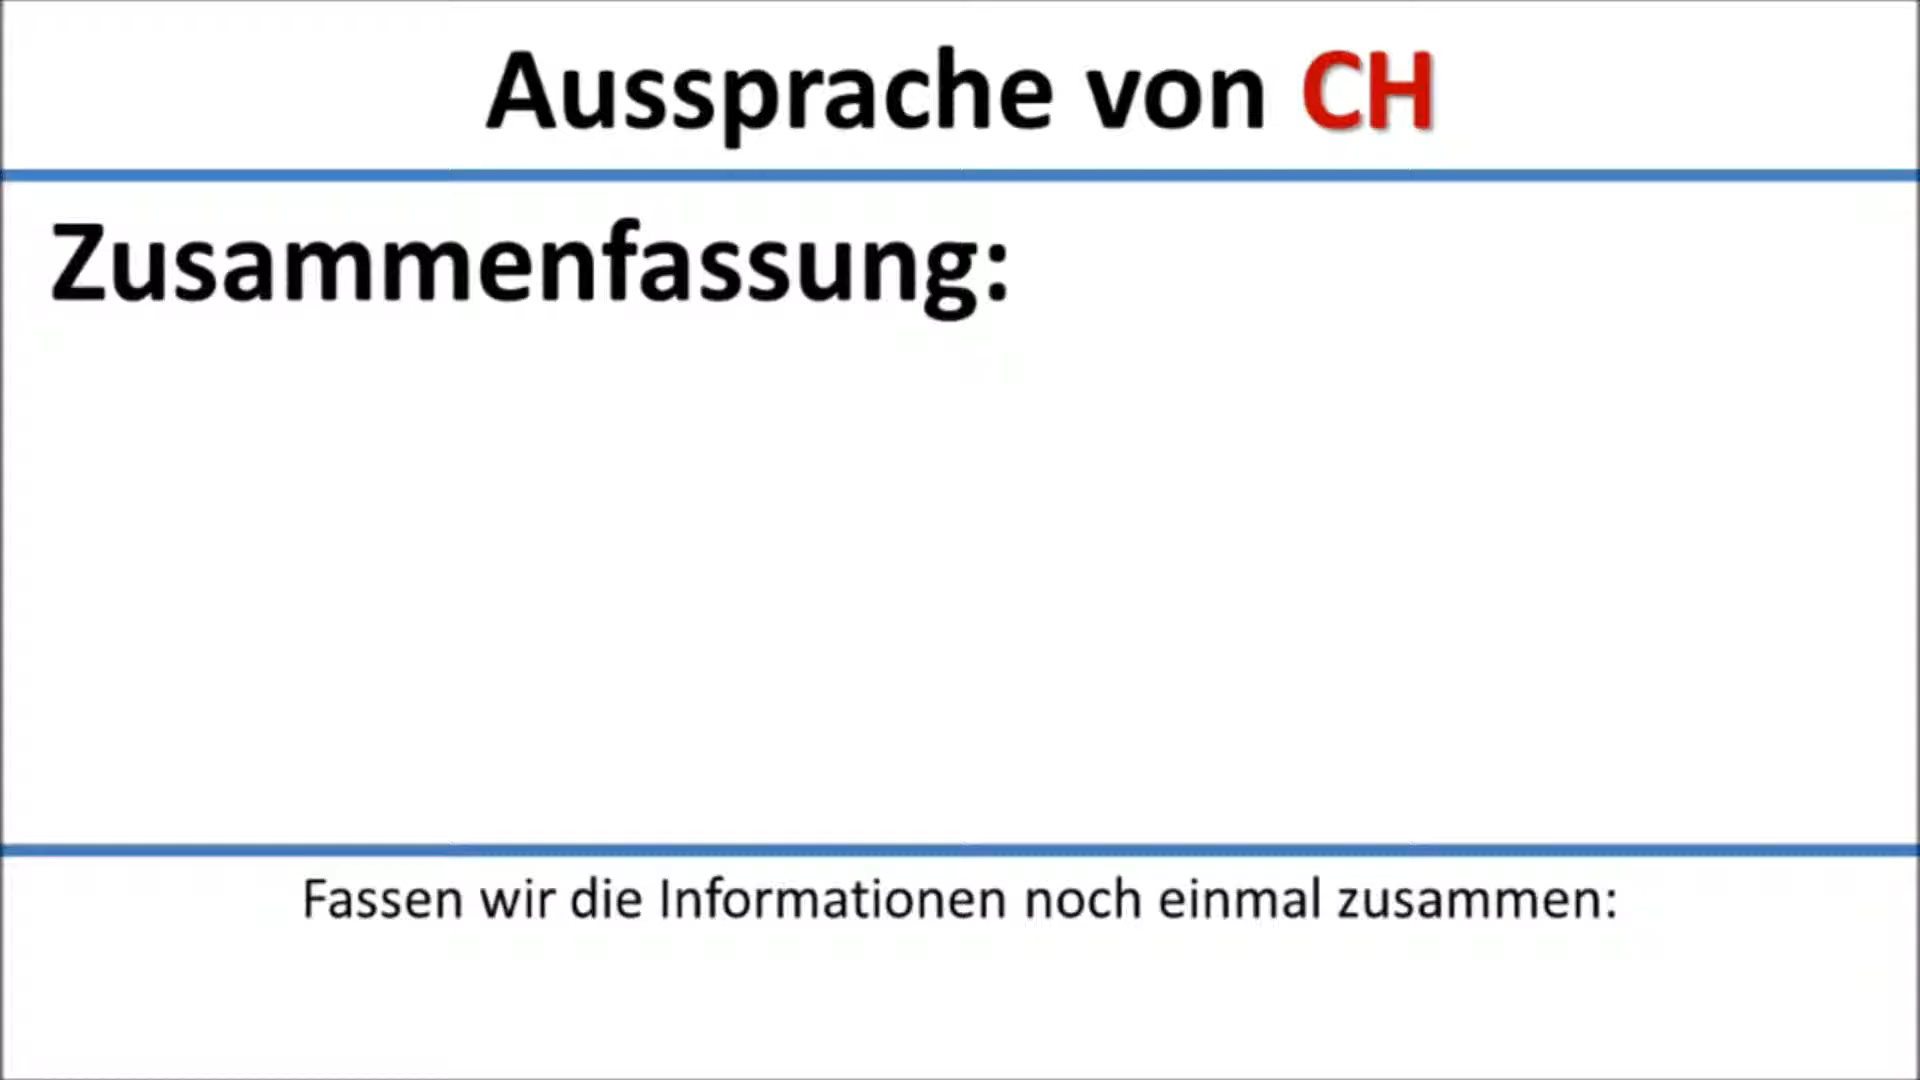 Aussprache von CH
Zusammenfassung:
Fassen wir die Informationen noch einmal zusammen: